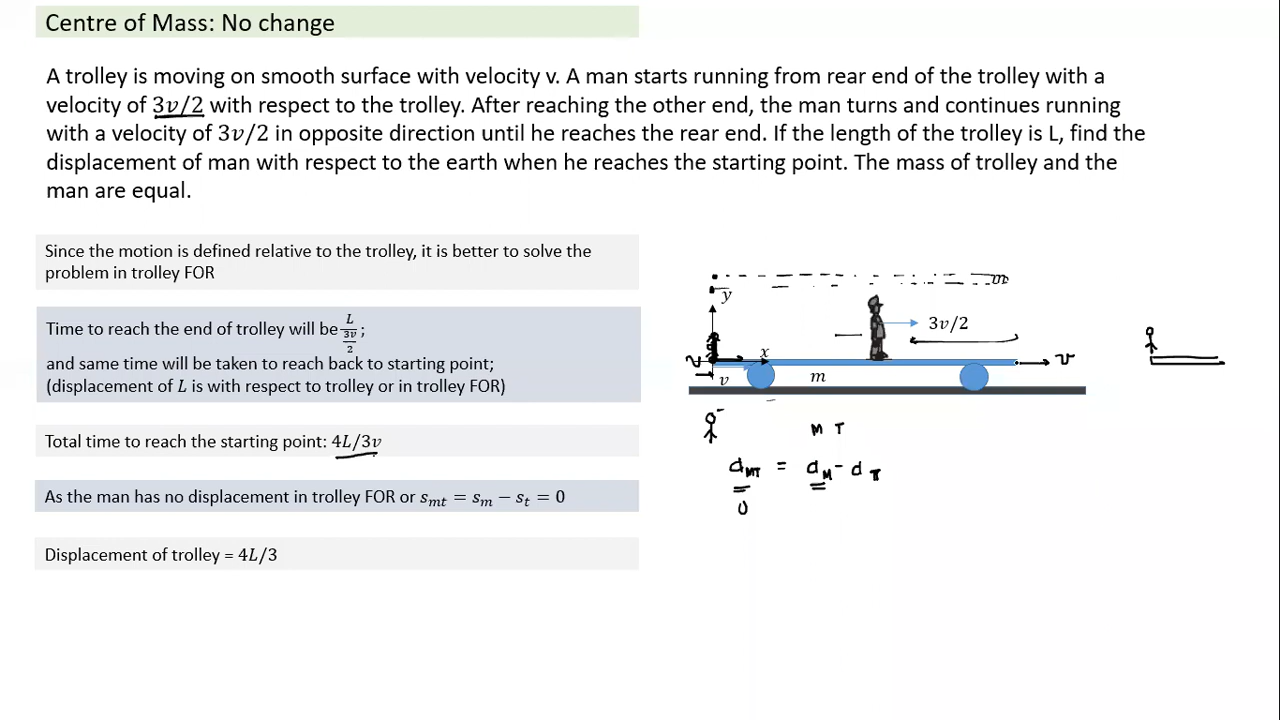 Centre of Mass: No change
A trolley is moving on smooth surface with velocity v. A man starts running from rear end of the trolley with a
velocity of 3v/2 with respect to the trolley. After reaching the other end, the man turns and continues running
with a velocity of 3v/2 in opposite direction until he reaches the rear end. If the length of the trolley is L, find the
displacement of man with respect to the earth when he reaches the starting point. The mass of trolley and the
man are equal.
Since the motion is defined relative to the trolley, it is better to solve the
problem in trolley FOR
Time to reach the end of trolley will be L/(3v/2);
and same time will be taken to reach back to starting point;
(displacement of L is with respect to trolley or in trolley FOR)
Total time to reach the starting point: 4L/3v
As the man has no displacement in trolley FOR or s_mt = s_m − s_t = 0
Displacement of trolley = 4L/3
m
y
3v/2
x
v
v
v
m
M T
d_MT = d_M - d_T
0